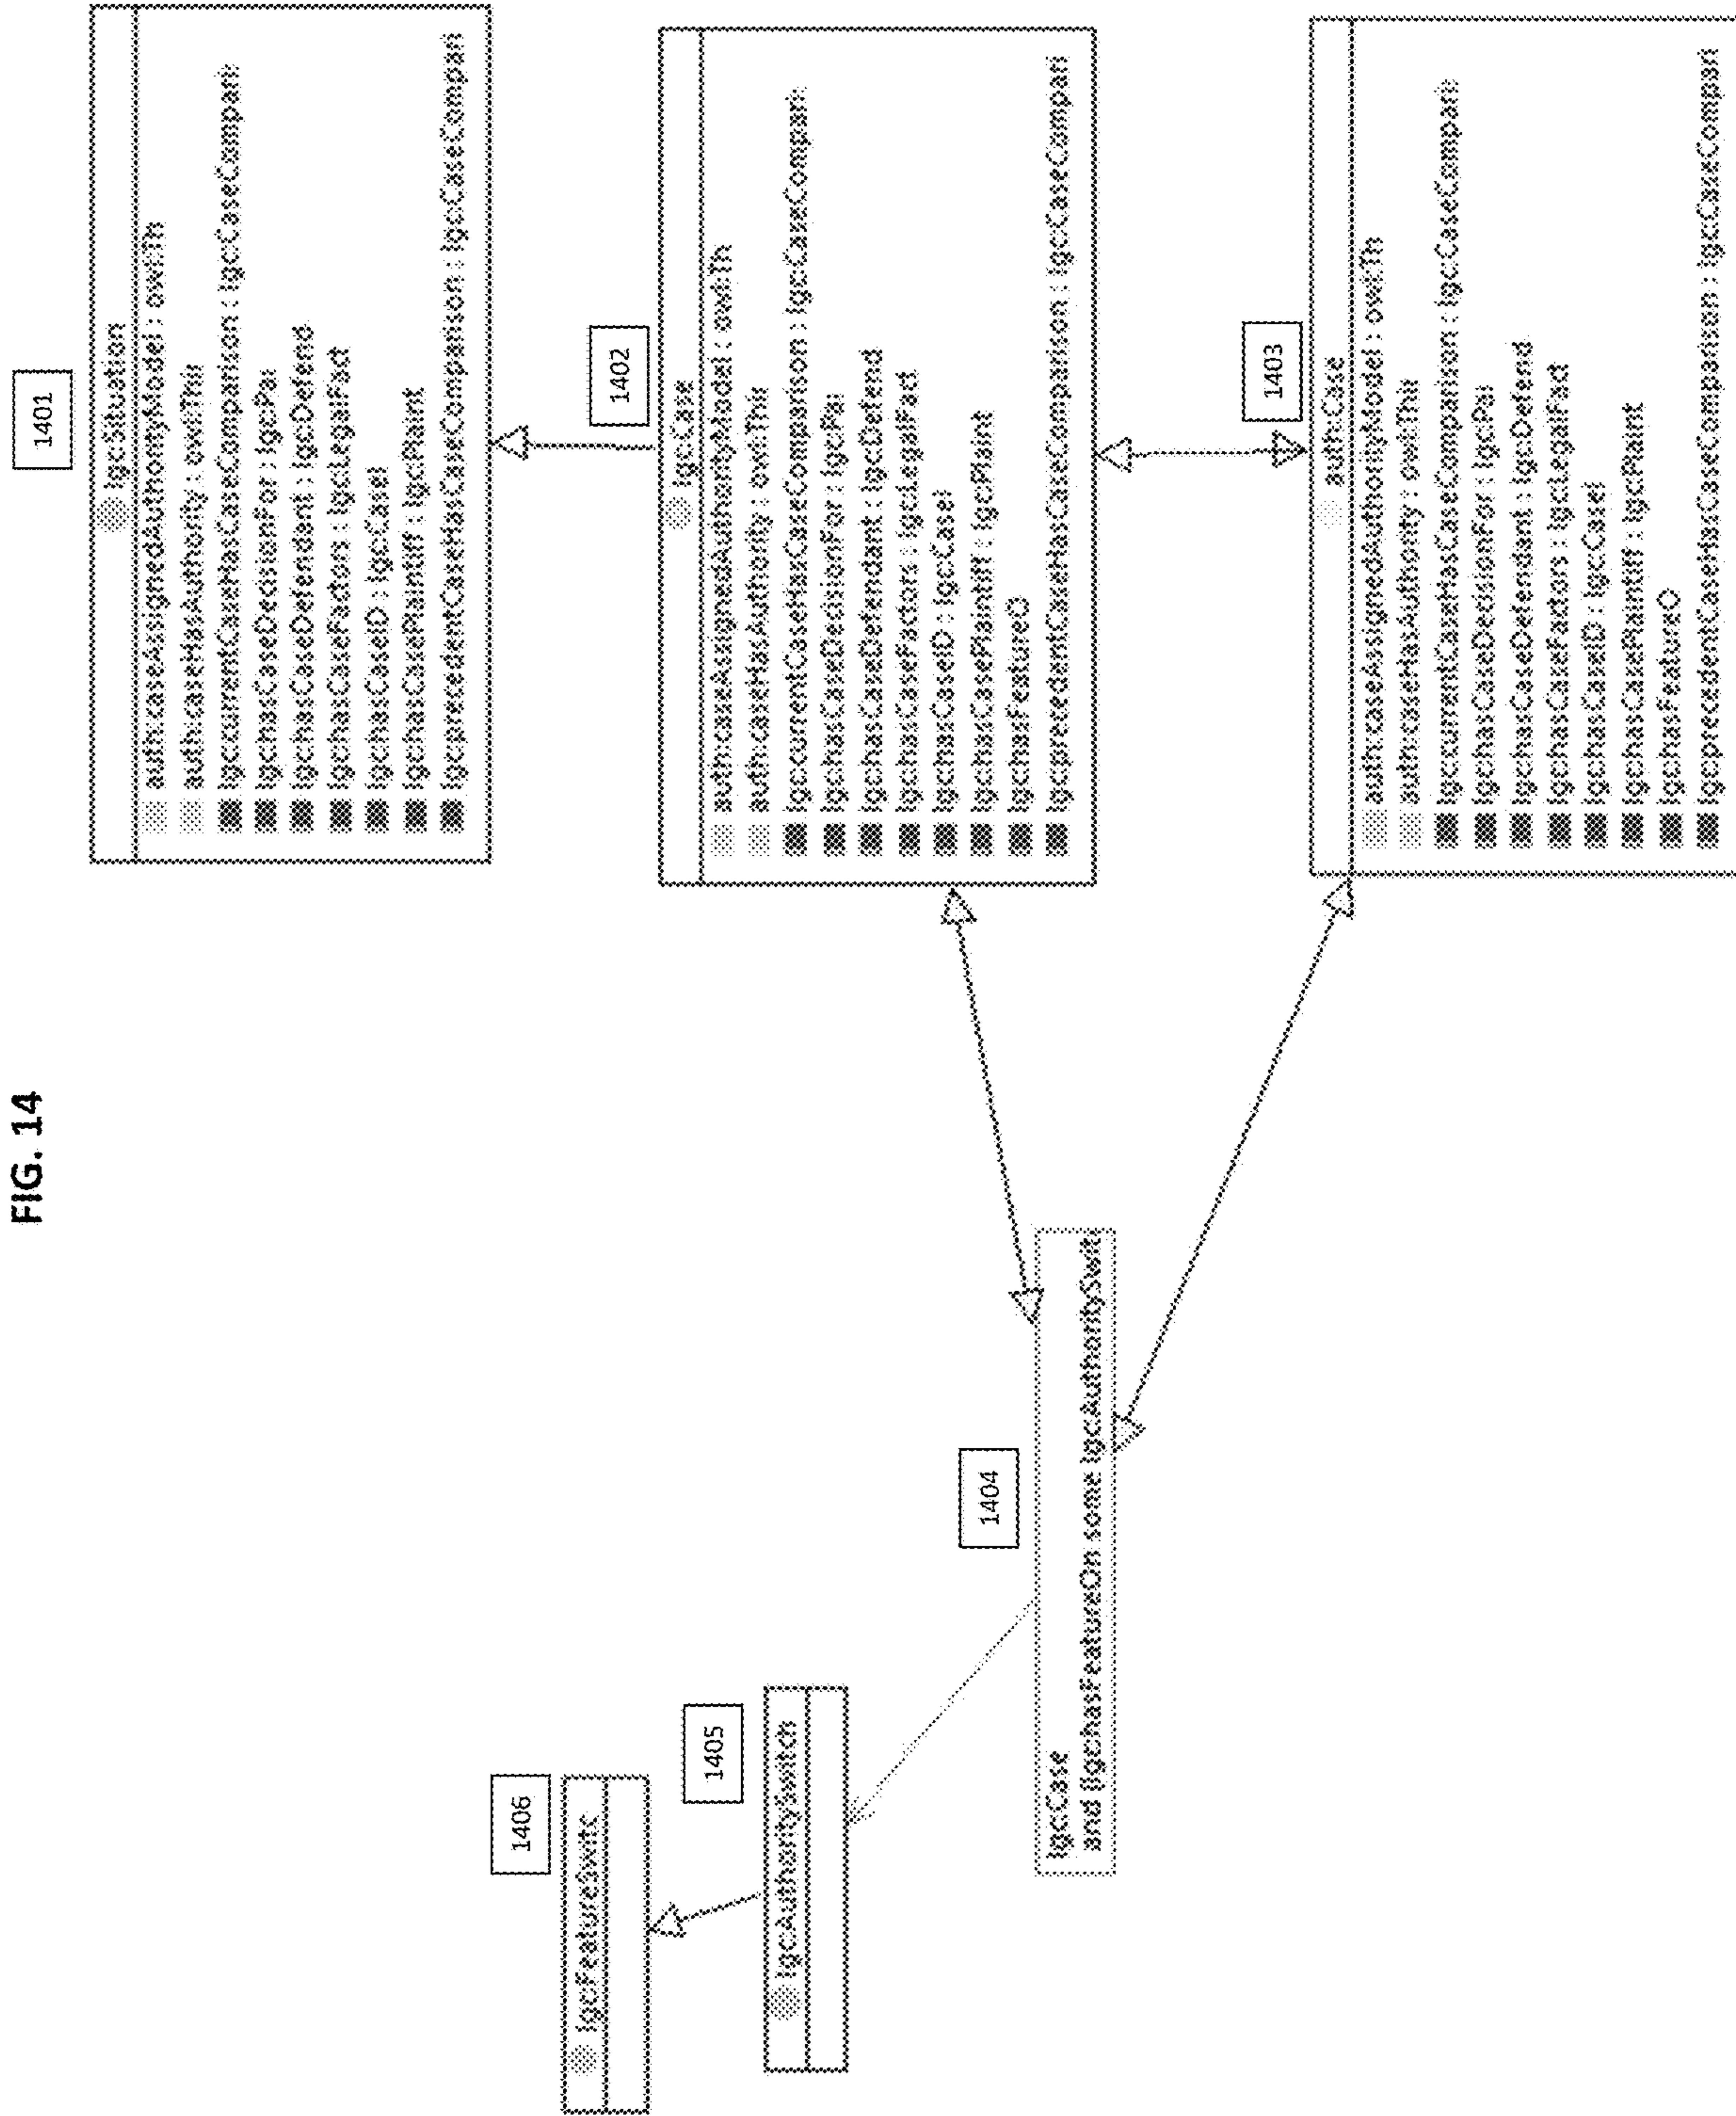 FIG. 14
1401
lgc:Situation
auth:caseAssignedAuthorityModel : owl:Th
auth:caseHasAuthority : owl:Thir
lgc:currentCaseHasCaseComparison : lgc:CaseCompari
lgc:hasCaseDecisionFor : lgc:Pai
lgc:hasCaseDefendant : lgc:Defend
lgc:hasCaseFactors : lgc:LegalFact
lgc:hasCaseID : lgc:CaseI
lgc:hasCasePlaintiff : lgc:Plaint
lgc:precedentCaseHasCaseComparison : lgc:CaseCompari
1402
lgc:Case
auth:caseAssignedAuthorityModel : owl:Th
auth:caseHasAuthority : owl:Thir
lgc:currentCaseHasCaseComparison : lgc:CaseCompari
lgc:hasCaseDecisionFor : lgc:Pai
lgc:hasCaseDefendant : lgc:Defend
lgc:hasCaseFactors : lgc:LegalFact
lgc:hasCaseID : lgc:CaseI
lgc:hasCasePlaintiff : lgc:Plaint
lgc:hasFeatureO
lgc:precedentCaseHasCaseComparison : lgc:CaseCompari
1403
auth:Case
auth:caseAssignedAuthorityModel : owl:Th
auth:caseHasAuthority : owl:Thir
lgc:currentCaseHasCaseComparison : lgc:CaseCompari
lgc:hasCaseDecisionFor : lgc:Pai
lgc:hasCaseDefendant : lgc:Defend
lgc:hasCaseFactors : lgc:LegalFact
lgc:hasCaseID : lgc:CaseI
lgc:hasCasePlaintiff : lgc:Plaint
lgc:hasFeatureO
lgc:precedentCaseHasCaseComparison : lgc:CaseCompari
1404
lgc:Case
and (lgc:hasFeatureOn some lgc:AuthoritySwit
1405
lgc:AuthoritySwitch
1406
lgc:FeatureSwitc